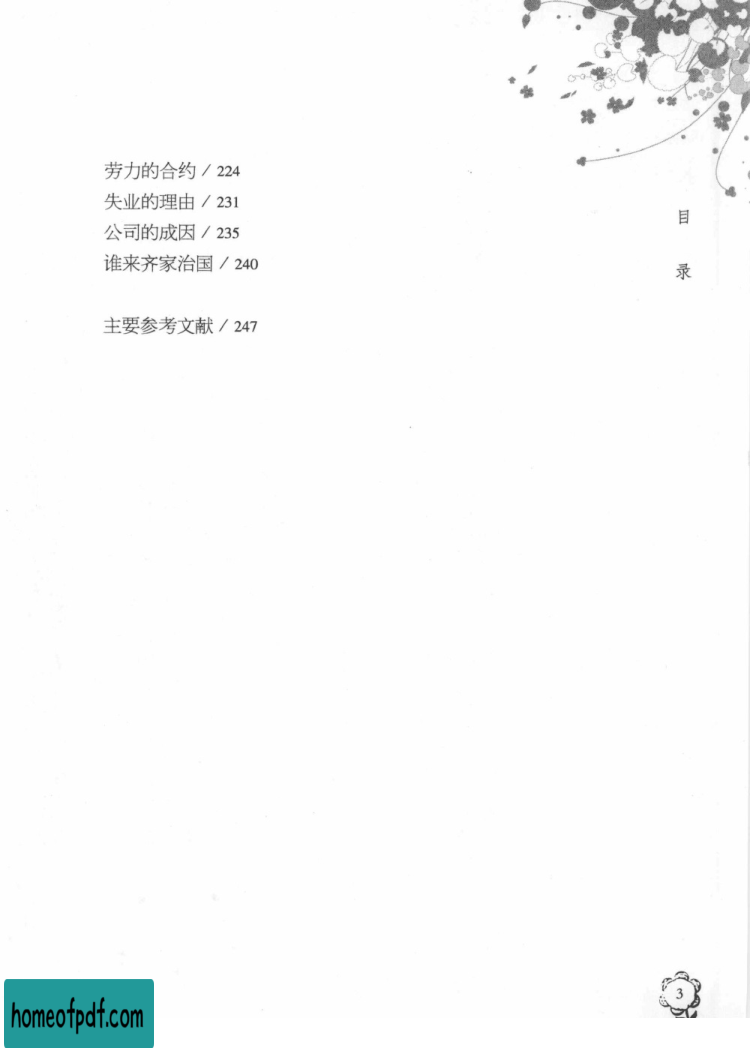 劳力的合约 / 224
失业的理由 / 231
公司的成因 / 235
谁来齐家治国 / 240
主要参考文献 / 247
目
录
3
homeofpdf.com